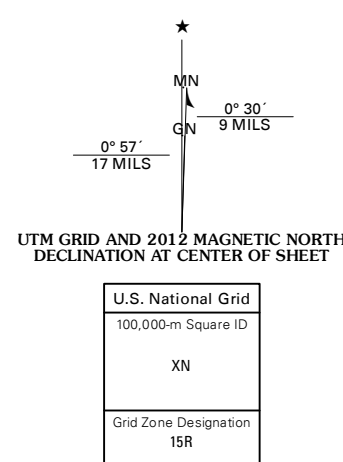 ★
MN
0° 30´
9 MILS
GN
0° 57´
17 MILS
UTM GRID AND 2012 MAGNETIC NORTH
DECLINATION AT CENTER OF SHEET
U.S. National Grid
100,000-m Square ID
XN
Grid Zone Designation
15R